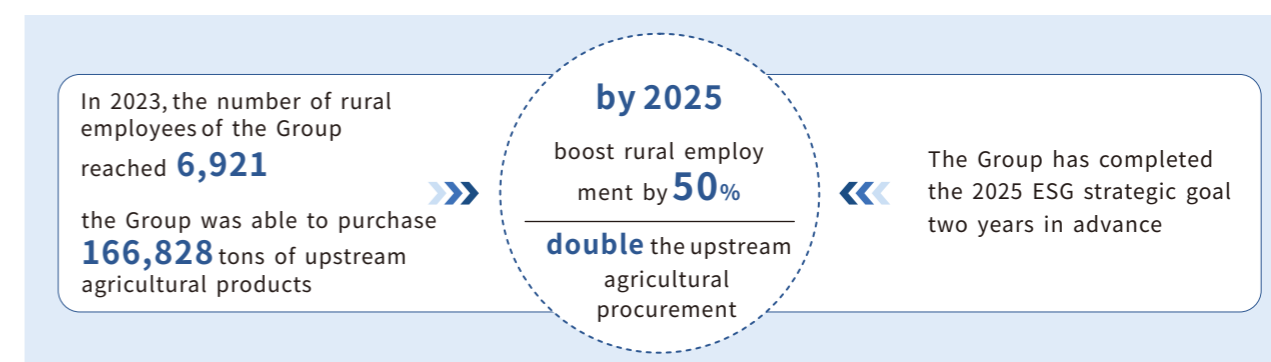 In 2023, the number of rural
employees of the Group
reached 6,921
the Group was able to purchase
166,828 tons of upstream
agricultural products
by 2025
boost rural employ
ment by 50%
double the upstream
agricultural
procurement
The Group has completed
the 2025 ESG strategic goal
two years in advance